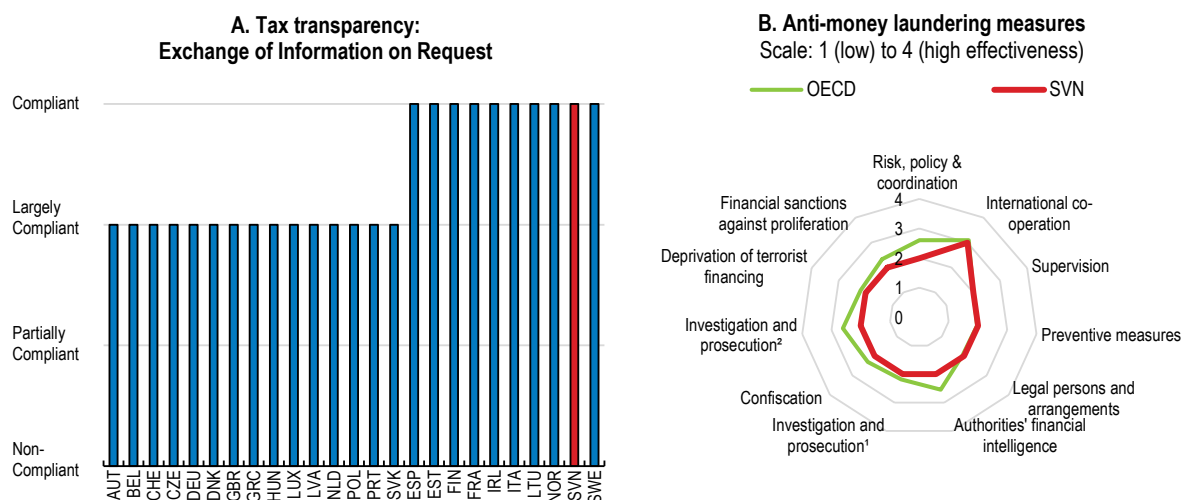 A. Tax transparency:
Exchange of Information on Request
Compliant
Largely
Compliant
Partially
Compliant
Non-
Compliant
AUT
BEL
CHE
CZE
DEU
DNK
GBR
GRC
HUN
LUX
LVA
NLD
POL
PRT
SVK
ESP
EST
FIN
FRA
IRL
ITA
LTU
NOR
SVN
SWE
B. Anti-money laundering measures
Scale: 1 (low) to 4 (high effectiveness)
OECD
SVN
Risk, policy &
coordination
International co-
operation
Supervision
Preventive measures
Legal persons and
arrangements
Authorities' financial
intelligence
Investigation and
prosecution¹
Confiscation
Investigation and
prosecution²
Deprivation of terrorist
financing
Financial sanctions
against proliferation
4
3
2
1
0